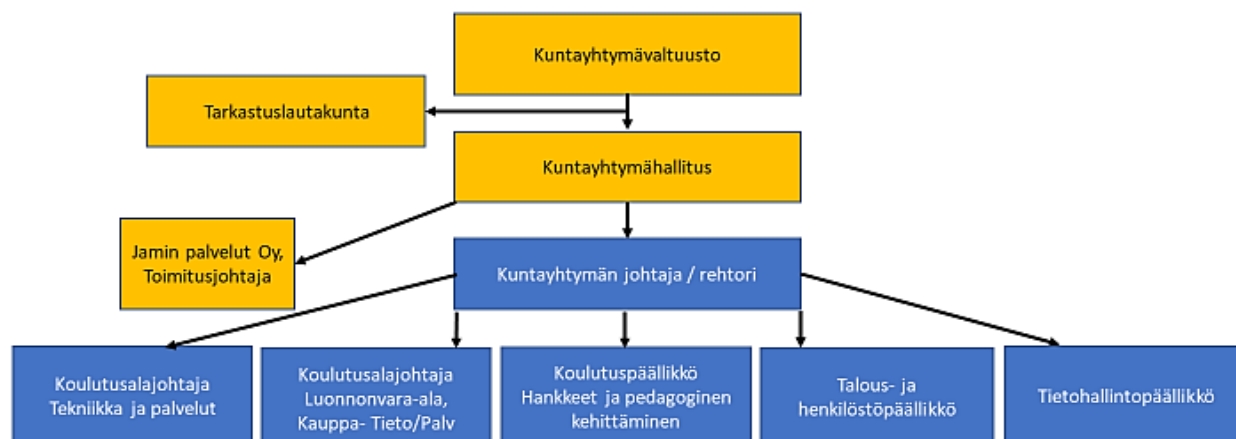 Kuntayhtymävaltuusto
Tarkastuslautakunta
Kuntayhtymähallitus
Jamin palvelut Oy,
Toimitusjohtaja
Kuntayhtymän johtaja / rehtori
Koulutusalajohtaja
Tekniikka ja palvelut
Koulutusalajohtaja
Luonnonvara-ala,
Kauppa- Tieto/Palv
Koulutuspäällikkö
Hankkeet ja pedagoginen
kehittäminen
Talous- ja
henkilöstöpäällikkö
Tietohallintopäällikkö